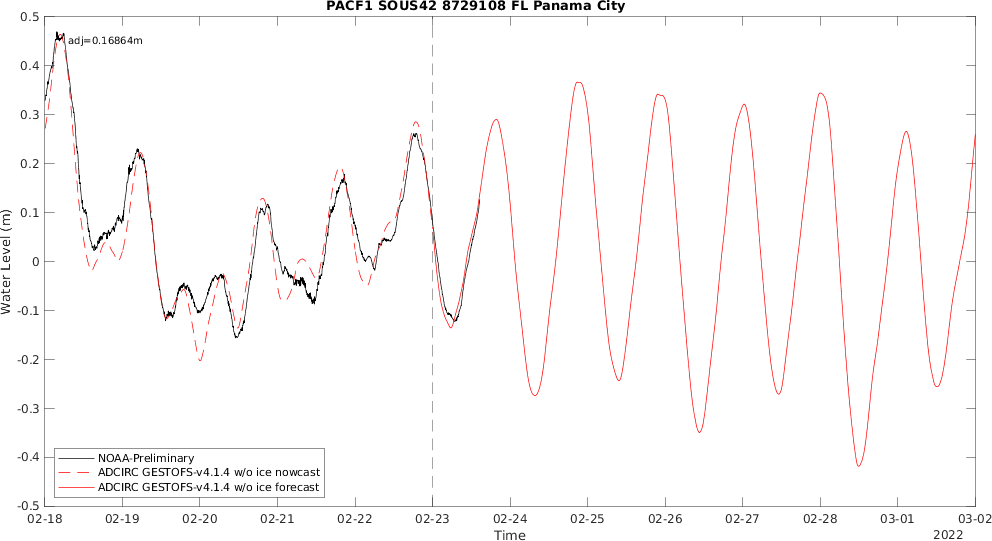 PACF1 SOUS42 8729108 FL Panama City
adj=0.16864m
Water Level (m)
0.5
0.4
0.3
0.2
0.1
0
-0.1
-0.2
-0.3
-0.4
-0.5
NOAA-Preliminary
ADCIRC GESTOFS-v4.1.4 w/o ice nowcast
ADCIRC GESTOFS-v4.1.4 w/o ice forecast
02-18 02-19 02-20 02-21 02-22 02-23 02-24 02-25 02-26 02-27 02-28 03-01 03-02
Time
2022